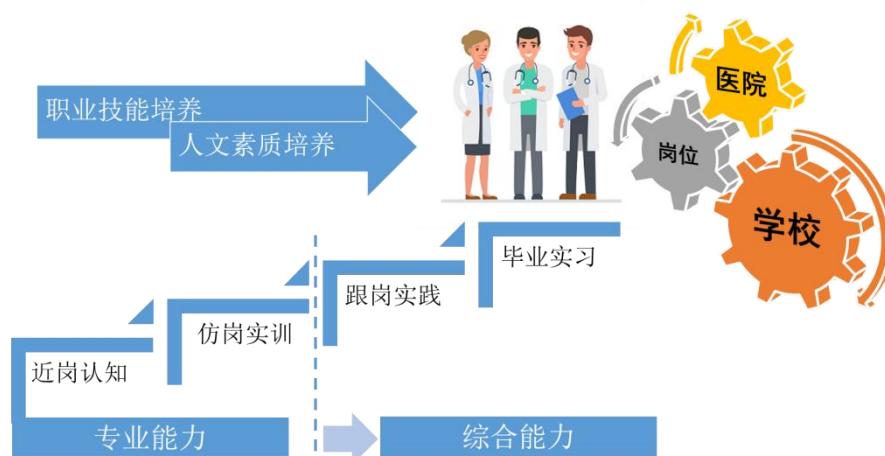 职业技能培养
人文素质培养
医院
岗位
学校
毕业实习
跟岗实践
仿岗实训
近岗认知
专业能力
综合能力